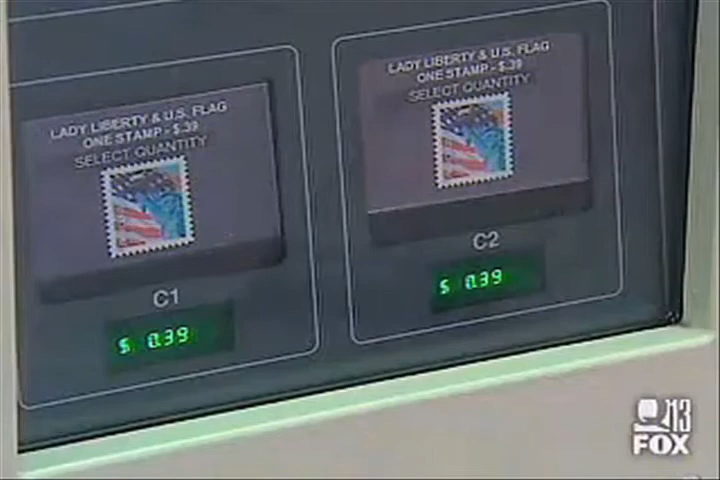 LADY LIBERTY & U.S. FLAG
ONE STAMP - $.39
SELECT QUANTITY
C1
$ 0.39
LADY LIBERTY & U.S. FLAG
ONE STAMP - $.39
SELECT QUANTITY
C2
$ 0.39
Q13
FOX